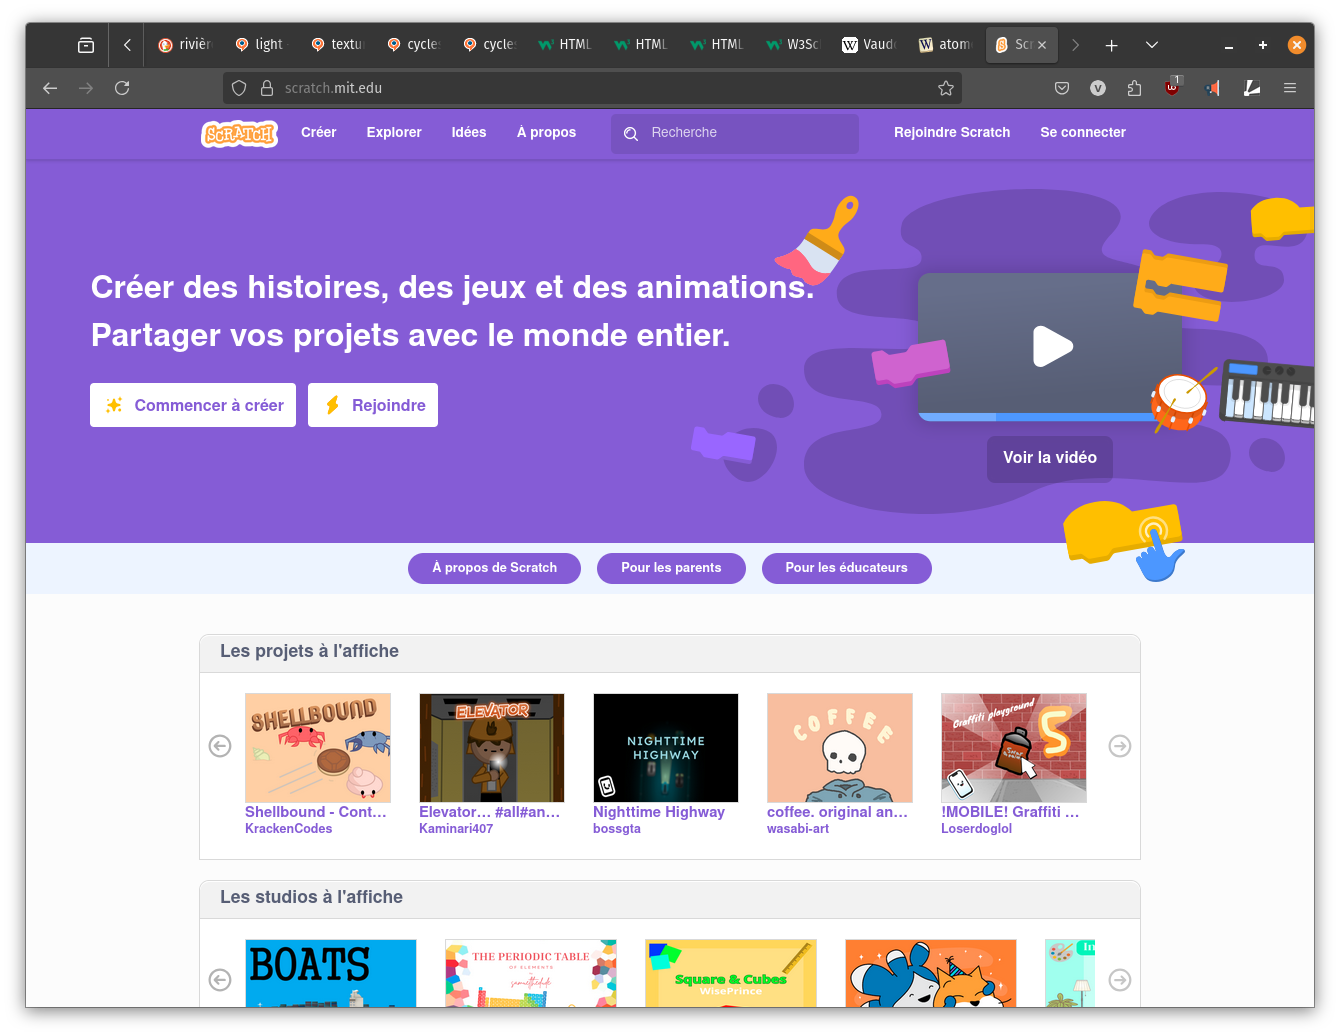 rivièr
light
textu
cycle
cycle
HTML
HTML
HTML
W3Sc
Vaud
atom
Scr
scratch.mit.edu
1
SCRATCH
Créer
Explorer
Idées
À propos
Recherche
Rejoindre Scratch
Se connecter
Créer des histoires, des jeux et des animations.
Partager vos projets avec le monde entier.
Commencer à créer
Rejoindre
Voir la vidéo
À propos de Scratch
Pour les parents
Pour les éducateurs
Les projets à l'affiche
SHELLBOUND
ELEVATOR
NIGHTTIME
HIGHWAY
COFFEE
Graffiti playground
S
Shellbound - Cont...
KrackenCodes
Elevator... #all#an...
Kaminari407
Nighttime Highway
bossgta
coffee. original an...
wasabi-art
!MOBILE! Graffiti ...
Loserdoglol
Les studios à l'affiche
BOATS
THE PERIODIC TABLE
OF ELEMENTS
Square & Cubes
WisePrince